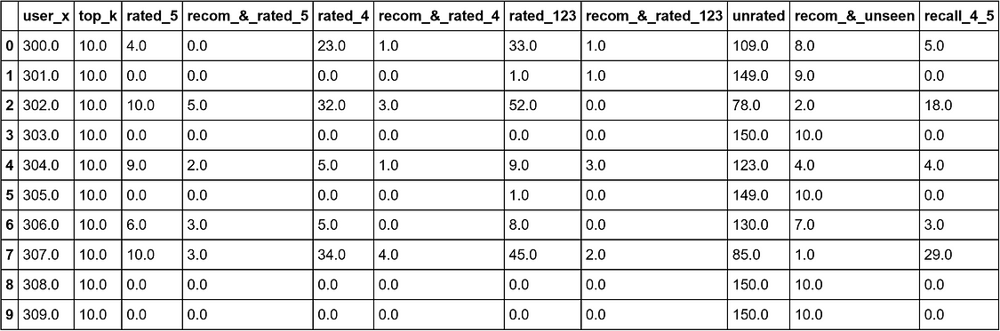 user_x top_k rated_5 recom_&_rated_5 rated_4 recom_&_rated_4 rated_123 recom_&_rated_123 unrated recom_&_unseen recall_4_5
0 300.0 10.0 4.0 0.0 23.0 1.0 33.0 1.0 109.0 8.0 5.0
1 301.0 10.0 0.0 0.0 0.0 0.0 1.0 1.0 149.0 9.0 0.0
2 302.0 10.0 10.0 5.0 32.0 3.0 52.0 0.0 78.0 2.0 18.0
3 303.0 10.0 0.0 0.0 0.0 0.0 0.0 0.0 150.0 10.0 0.0
4 304.0 10.0 9.0 2.0 5.0 1.0 9.0 3.0 123.0 4.0 4.0
5 305.0 10.0 0.0 0.0 0.0 0.0 1.0 0.0 149.0 10.0 0.0
6 306.0 10.0 6.0 3.0 5.0 0.0 8.0 0.0 130.0 7.0 3.0
7 307.0 10.0 10.0 3.0 34.0 4.0 45.0 2.0 85.0 1.0 29.0
8 308.0 10.0 0.0 0.0 0.0 0.0 0.0 0.0 150.0 10.0 0.0
9 309.0 10.0 0.0 0.0 0.0 0.0 0.0 0.0 150.0 10.0 0.0